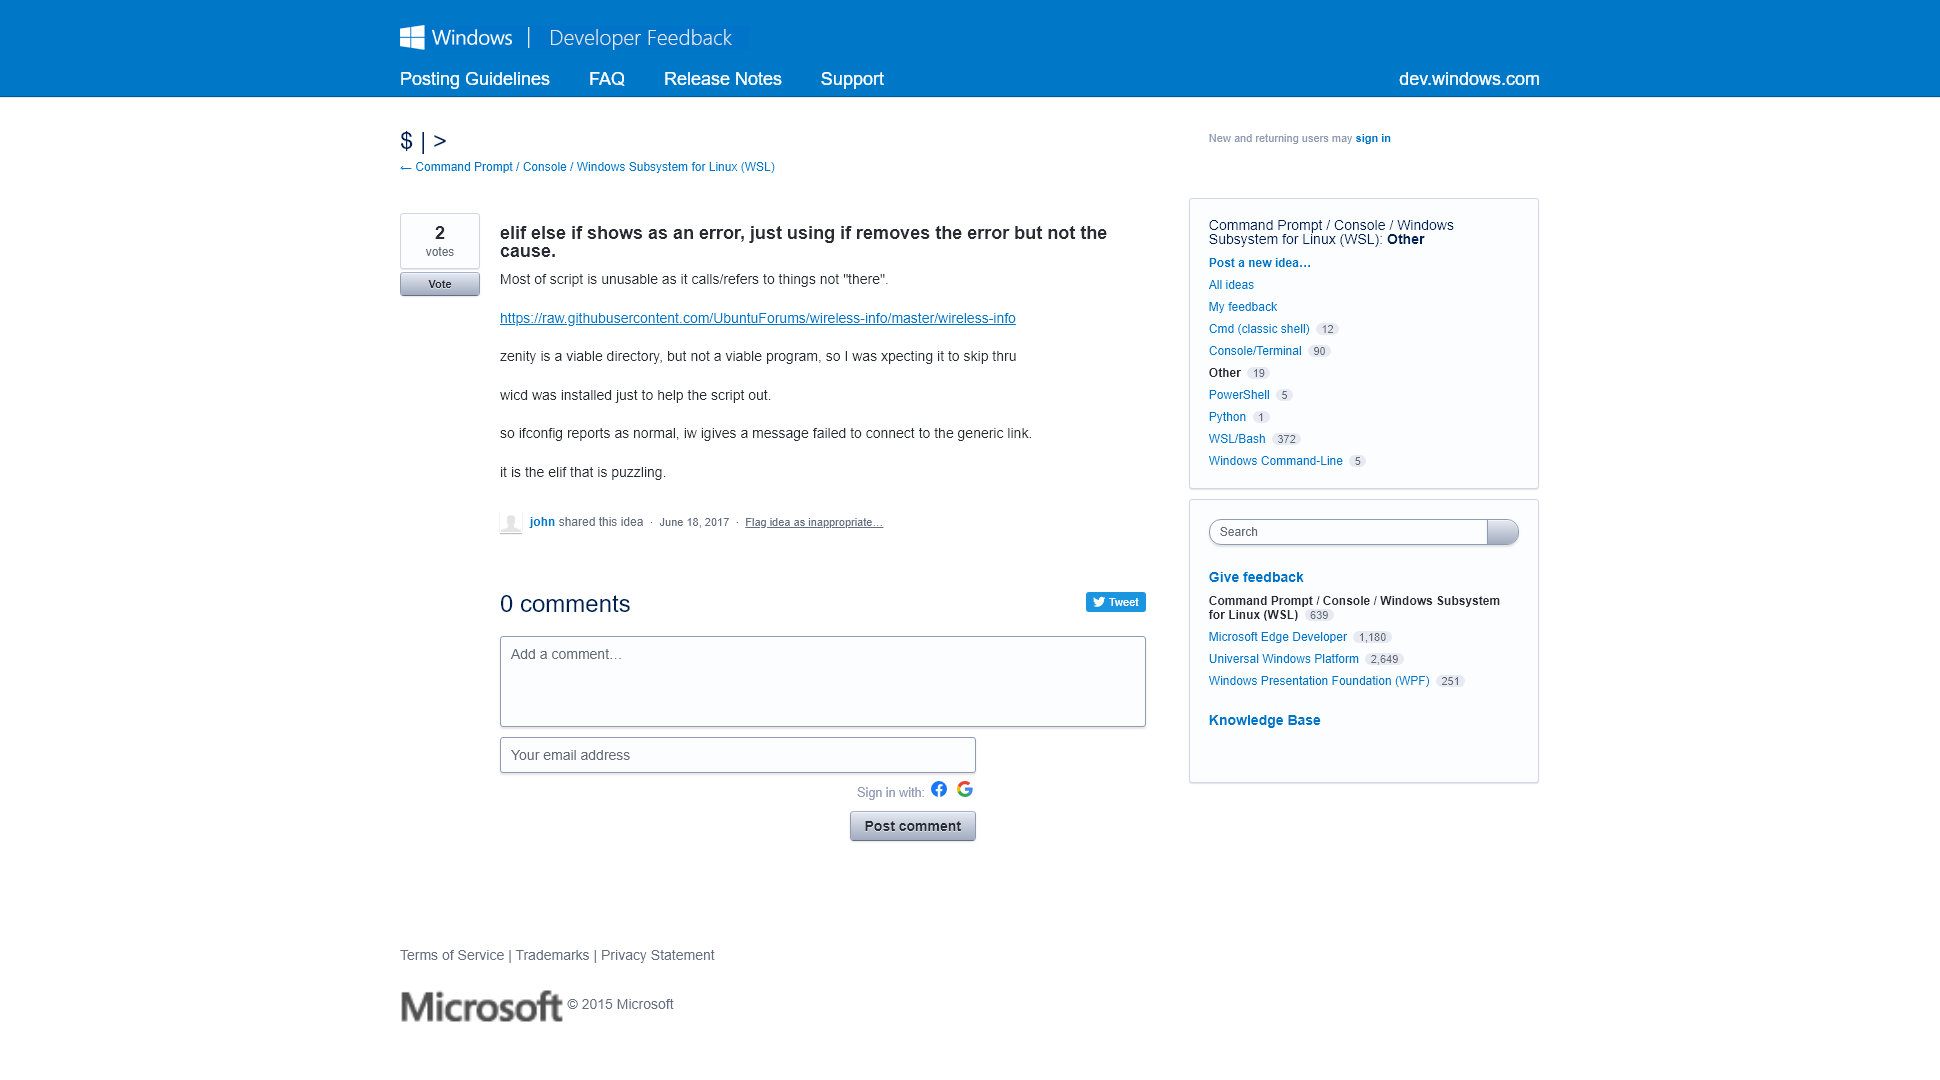 Windows | Developer Feedback
Posting Guidelines FAQ Release Notes Support dev.windows.com
$ | >
← Command Prompt / Console / Windows Subsystem for Linux (WSL)
New and returning users may sign in
2
votes
Vote
elif else if shows as an error, just using if removes the error but not the
cause.
Most of script is unusable as it calls/refers to things not "there".
https://raw.githubusercontent.com/UbuntuForums/wireless-info/master/wireless-info
zenity is a viable directory, but not a viable program, so I was xpecting it to skip thru
wicd was installed just to help the script out.
so ifconfig reports as normal, iw igives a message failed to connect to the generic link.
it is the elif that is puzzling.
john shared this idea · June 18, 2017 · Flag idea as inappropriate…
0 comments
Tweet
Add a comment…
Your email address
Sign in with:
Post comment
Command Prompt / Console / Windows
Subsystem for Linux (WSL): Other
Post a new idea…
All ideas
My feedback
Cmd (classic shell) 12
Console/Terminal 90
Other 19
PowerShell 5
Python 1
WSL/Bash 372
Windows Command-Line 5
Search
Give feedback
Command Prompt / Console / Windows Subsystem
for Linux (WSL) 639
Microsoft Edge Developer 1,180
Universal Windows Platform 2,649
Windows Presentation Foundation (WPF) 251
Knowledge Base
Terms of Service | Trademarks | Privacy Statement
Microsoft © 2015 Microsoft